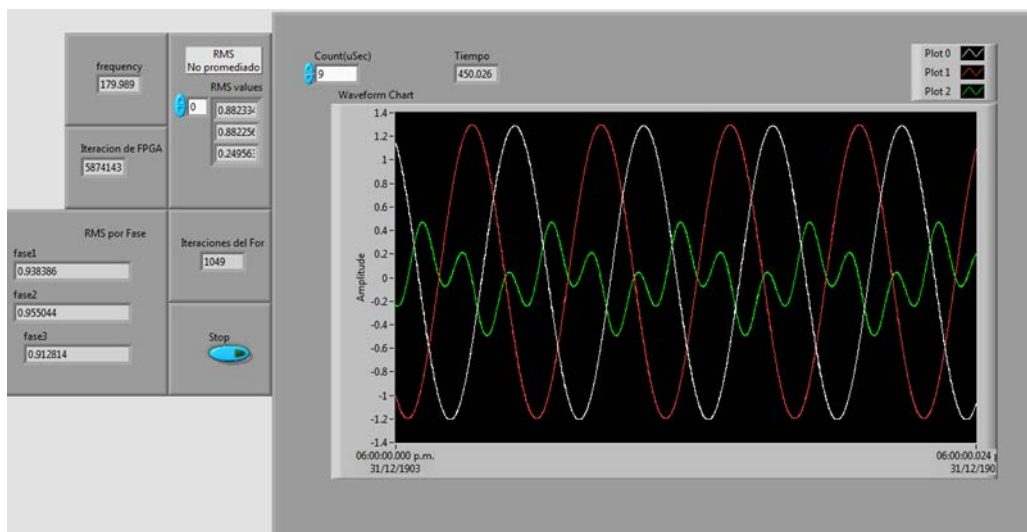 frequency
179.989
RMS
No promediado
RMS values
0
0.882334
0.882256
0.24956
Iteracion de FPGA
5874143
RMS por Fase
fase1
0.938386
fase2
0.955044
fase3
0.912814
Iteraciones del For
1049
Stop
Count(uSec)
9
Tiempo
450.026
Plot 0
Plot 1
Plot 2
Waveform Chart
Amplitude
1.4
1.2
1
0.8
0.6
0.4
0.2
0
-0.2
-0.4
-0.6
-0.8
-1
-1.2
-1.4
06:00:00.000 p.m.
31/12/1903
06:00:00.024 p
31/12/190